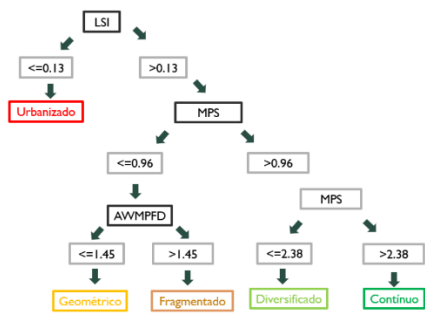 LSI
<=0.13
>0.13
Urbanizado
MPS
<=0.96
>0.96
MPS
AWMPFD
<=1.45
>1.45
<=2.38
>2.38
Geométrico
Fragmentado
Diversificado
Contínuo